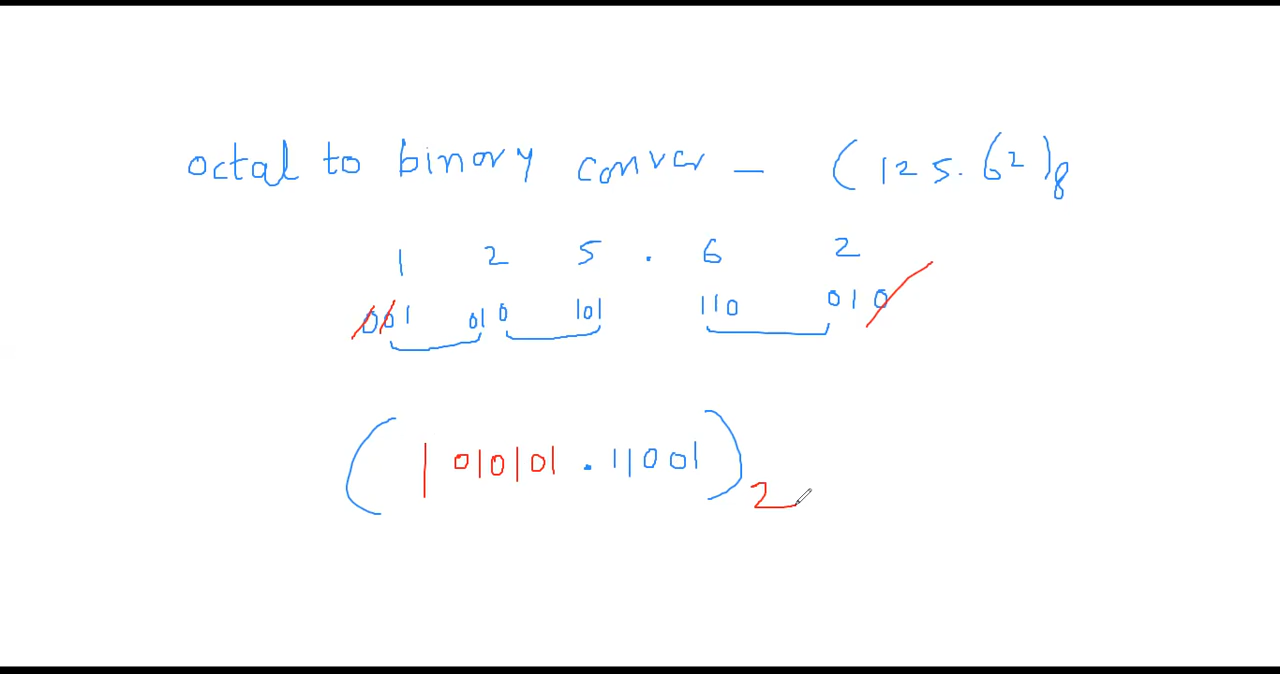 octal to binary conver - (125.62)8
1 2 5 . 6 2
001 010 101 110 010
(1010101.11001)2